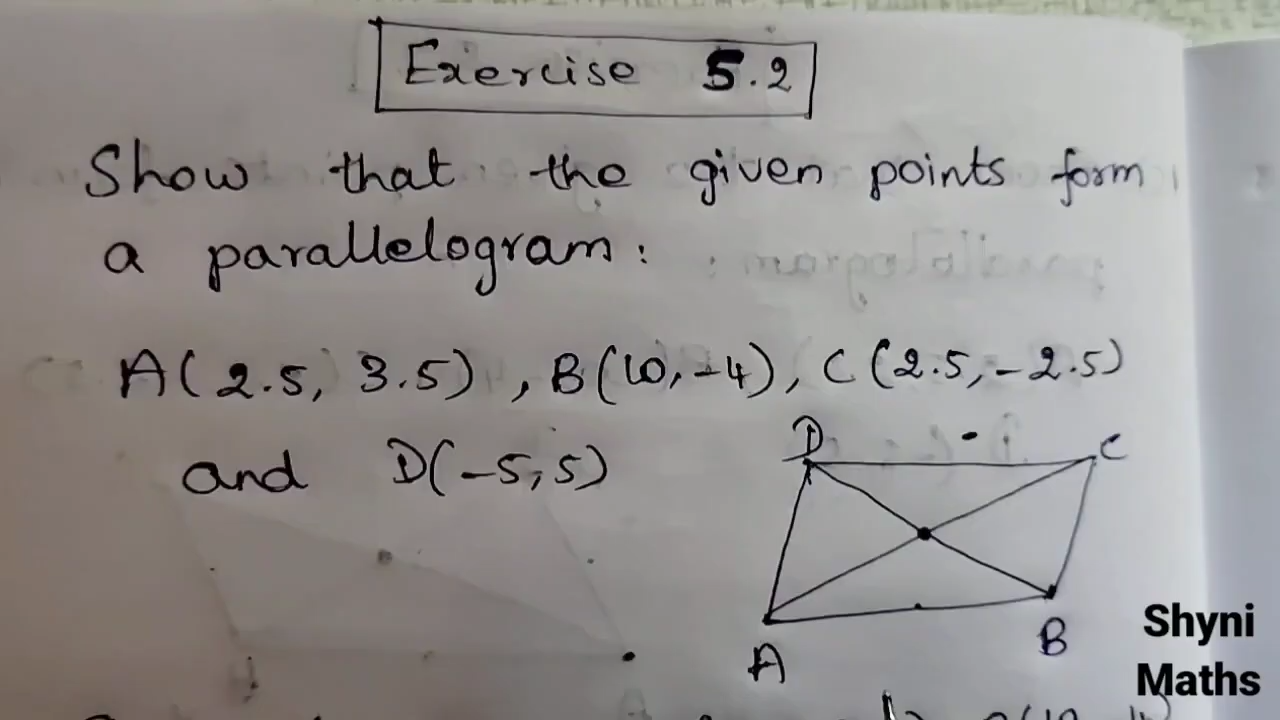 Exercise 5.2
Show that the given points form
a parallelogram:
A(2.5, 3.5), B(10,-4), C(2.5,-2.5)
and D(-5,5)
D
C
A
B
Shyni
Maths